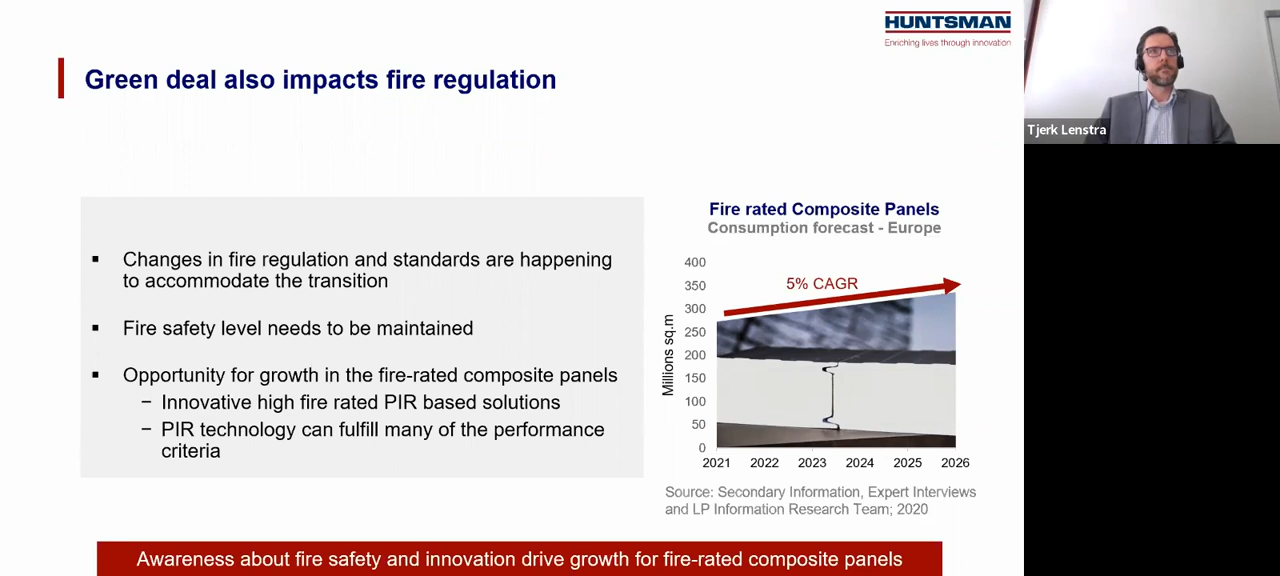 HUNTSMAN
Enriching lives through innovation
Green deal also impacts fire regulation
▪ Changes in fire regulation and standards are happening
to accommodate the transition
▪ Fire safety level needs to be maintained
▪ Opportunity for growth in the fire-rated composite panels
− Innovative high fire rated PIR based solutions
− PIR technology can fulfill many of the performance
criteria
Fire rated Composite Panels
Consumption forecast - Europe
Millions sq.m
400
350
300
250
200
150
100
50
0
5% CAGR
2021 2022 2023 2024 2025 2026
Source: Secondary Information, Expert Interviews
and LP Information Research Team; 2020
Awareness about fire safety and innovation drive growth for fire-rated composite panels
Tjerk Lenstra